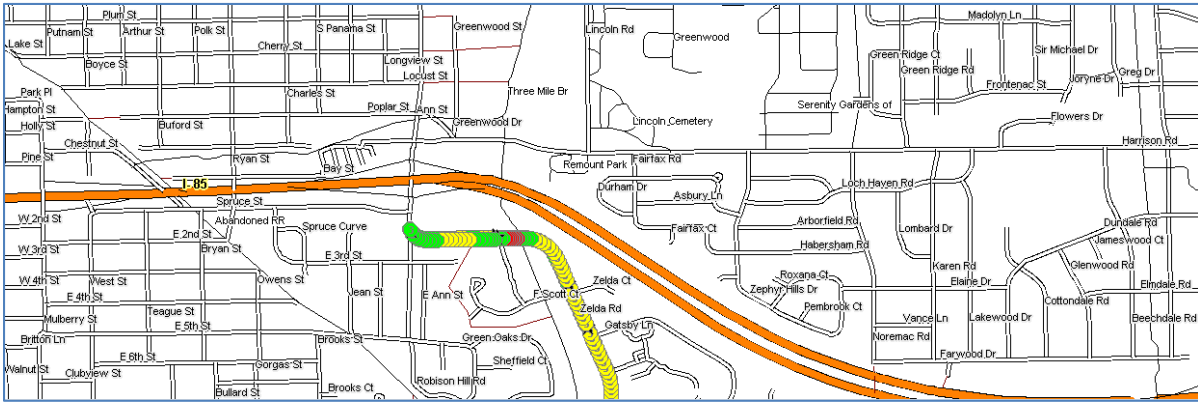 Plum St
Greenwood St
Madolyn Ln
Putnam St
Arthur St
Polk St
S Panama St
Lincoln Rd
Greenwood
Lake St
Cherry St
Sir Michael Dr
Boyce St
Longview St
Green Ridge Ct
Locust St
Green Ridge Rd
Joryne Dr
Greg Dr
Park Pl
Charles St
Three Mile Br
Frontenac St
Hampton St
Poplar St
Ann St
Serenity Gardens of
Holly St
Buford St
Greenwood Dr
Lincoln Cemetery
Flowers Dr
Chestnut St
Harrison Rd
Pine St
Ryan St
Bay St
Remount Park
Fairfax Rd
I-85
Durham Dr
Asbury Ln
Loch Haven Rd
Spruce St
W 2nd St
Abandoned RR
Spruce Curve
Fairfax Ct
Arborfield Rd
Lombard Dr
Dundale Rd
E 2nd St
Jameswood Ct
W 3rd St
Bryan St
E 3rd St
Habersham Rd
Karen Rd
Glenwood Rd
W 4th St
West St
Owens St
Zelda Ct
Roxana Ct
Elaine Dr
Elmdale Rd
E 4th St
Jean St
E Ann St
F Scott Ct
Zephyr Hills Dr
Cottondale Rd
Teague St
Zelda Rd
Pembrook Ct
Mulberry St
E 5th St
Gatsby Ln
Vance Ln
Lakewood Dr
Beechdale Rd
Britton Ln
Brooks St
Green Oaks Dr
Noremac Rd
E 6th St
Sheffield Ct
Farwood Dr
Walnut St
Clubview St
Gorgas St
Robison Hill Rd
Bullard St
Brooks Ct